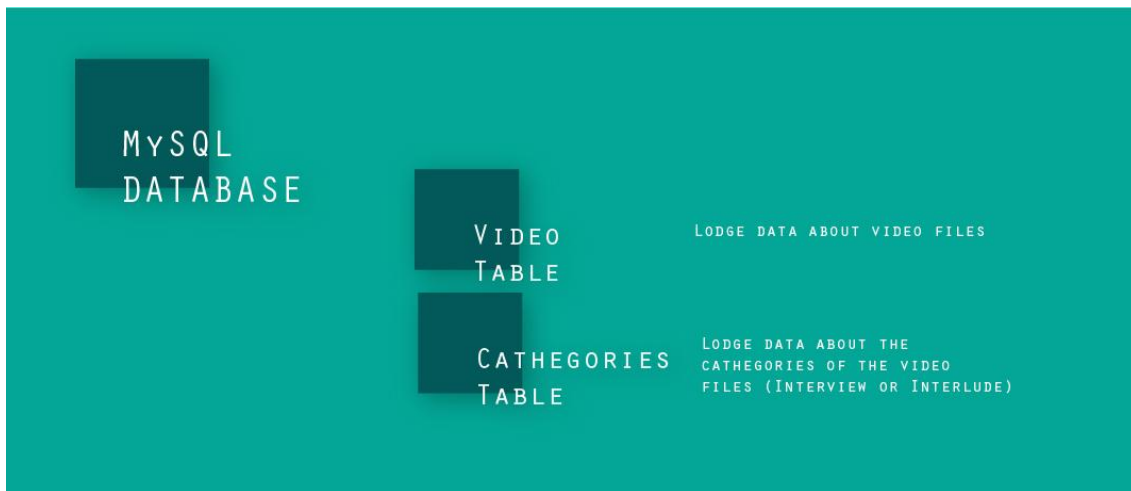 MySQL
DATABASE
Video
Table
Lodge data about video files
Cathegories
Table
Lodge data about the
cathegories of the video
files (Interview or Interlude)